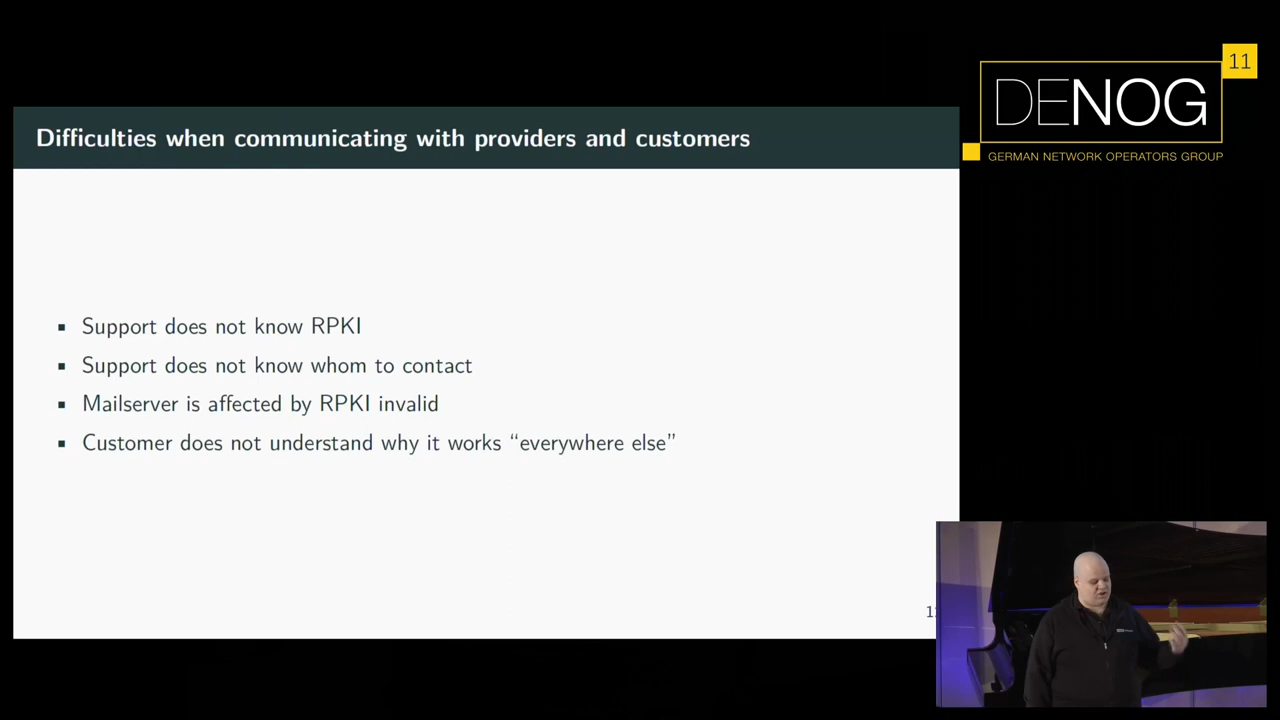 11
DENOG
GERMAN NETWORK OPERATORS GROUP
Difficulties when communicating with providers and customers
Support does not know RPKI
Support does not know whom to contact
Mailserver is affected by RPKI invalid
Customer does not understand why it works “everywhere else”